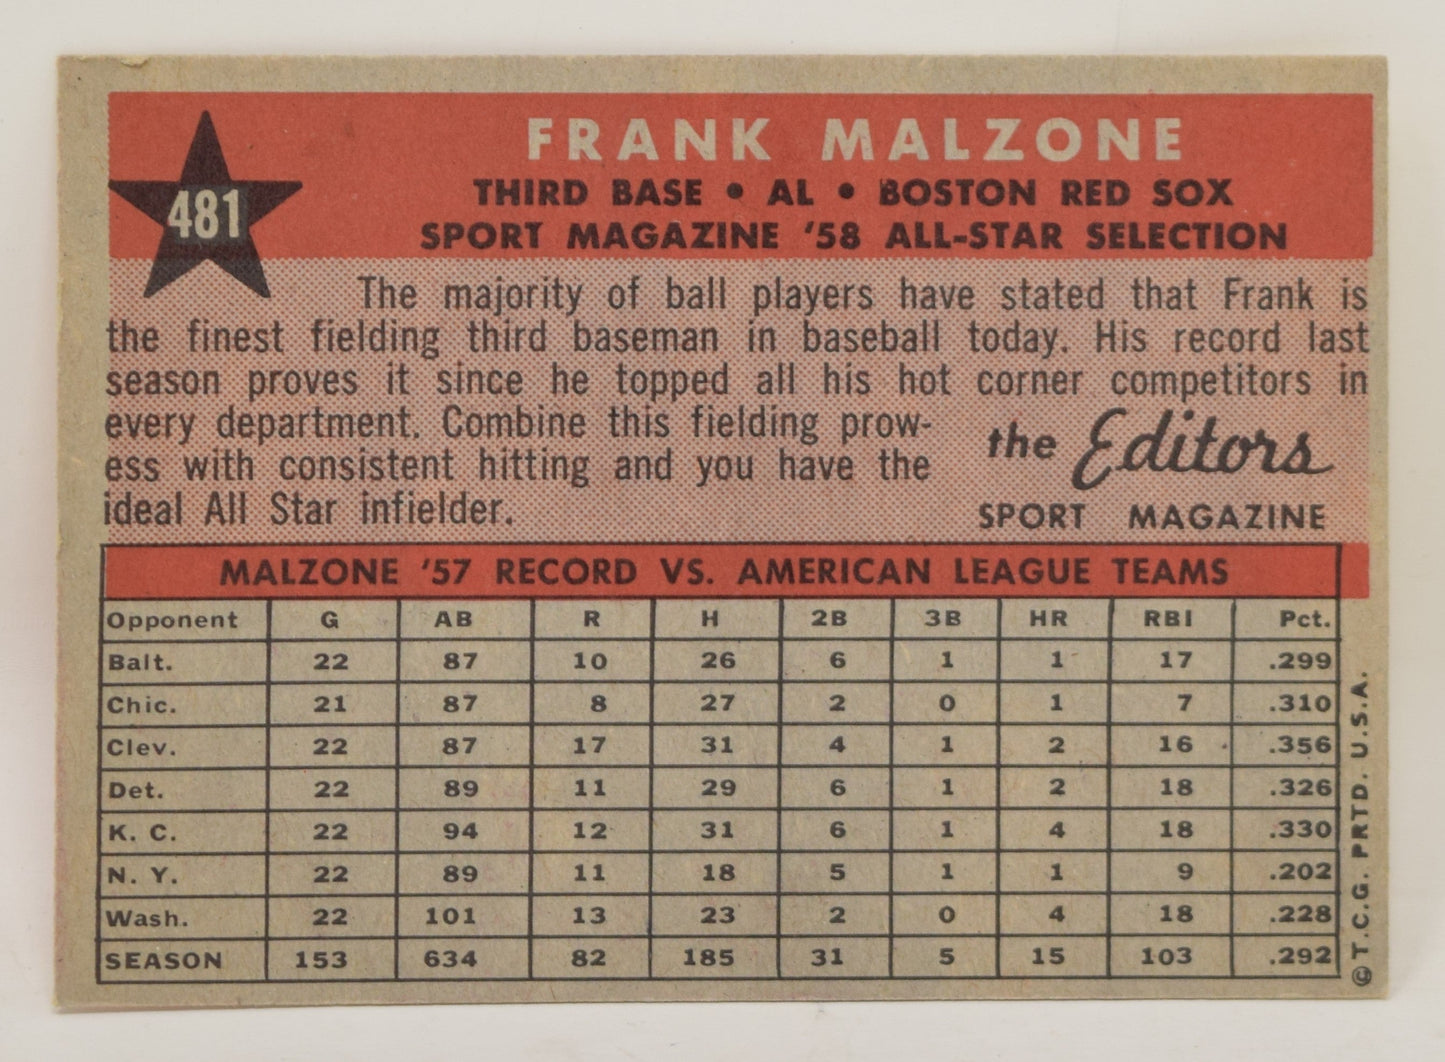 481
FRANK MALZONE
THIRD BASE • AL • BOSTON RED SOX
SPORT MAGAZINE '58 ALL-STAR SELECTION
The majority of ball players have stated that Frank is
the finest fielding third baseman in baseball today. His record last
season proves it since he topped all his hot corner competitors in
every department. Combine this fielding prow-
ess with consistent hitting and you have the
ideal All Star infielder.
the Editors
SPORT MAGAZINE
MALZONE '57 RECORD VS. AMERICAN LEAGUE TEAMS
Opponent G AB R H 2B 3B HR RBI Pct.
Balt. 22 87 10 26 6 1 1 17 .299
Chic. 21 87 8 27 2 0 1 7 .310
Clev. 22 87 17 31 4 1 2 16 .356
Det. 22 89 11 29 6 1 2 18 .326
K. C. 22 94 12 31 6 1 4 18 .330
N. Y. 22 89 11 18 5 1 1 9 .202
Wash. 22 101 13 23 2 0 4 18 .228
SEASON 153 634 82 185 31 5 15 103 .292
© T.C.G. PRTD. U.S.A.